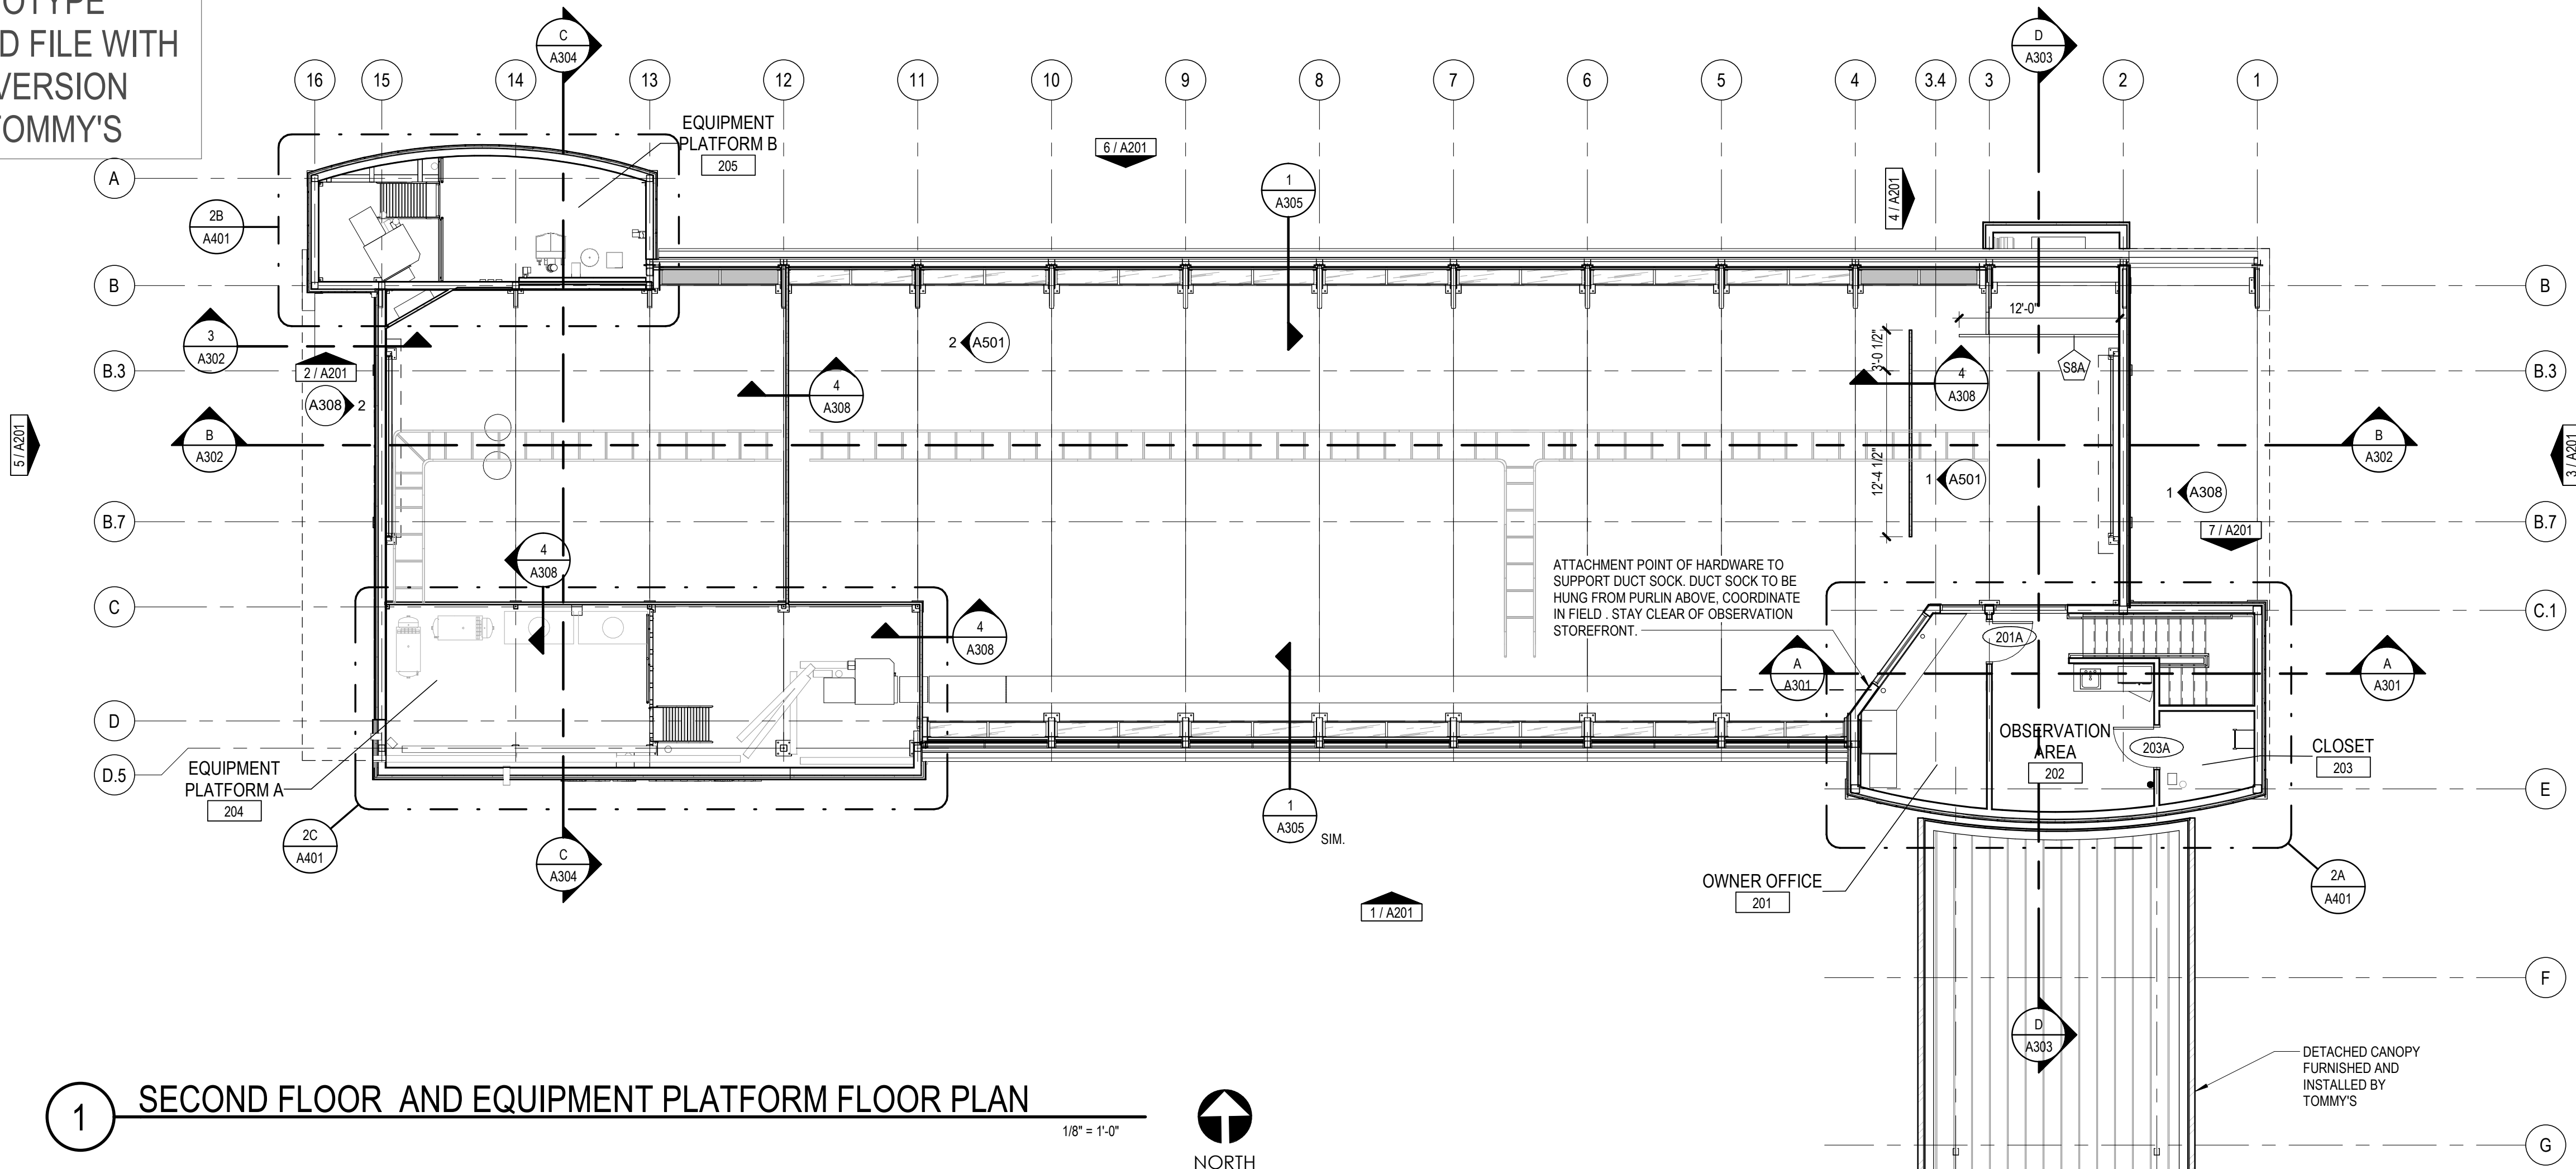 OTYPE
D FILE WITH
VERSION
TOMMY'S
C
A304
D
A303
16
15
14
13
12
11
10
9
8
7
6
5
4
3.4
3
2
1
EQUIPMENT
PLATFORM B
205
6 / A201
1
A305
4 / A201
A
2B
A401
B
B
12'-0"
3
A302
2 / A201
2
A501
3'-0 1/2"
S8A
B.3
B.3
4
A308
4
A308
A308
2
5 / A201
B
A302
B
A302
3 / A201
12'-4 1/2"
1
A501
1
A308
B.7
B.7
7 / A201
4
A308
ATTACHMENT POINT OF HARDWARE TO
SUPPORT DUCT SOCK. DUCT SOCK TO BE
HUNG FROM PURLIN ABOVE, COORDINATE
IN FIELD . STAY CLEAR OF OBSERVATION
STOREFRONT.
C
C.1
4
A308
201A
A
A301
A
A301
D
OBSERVATION
AREA
202
203A
CLOSET
203
D.5
EQUIPMENT
PLATFORM A
204
E
1
A305
SIM.
2C
A401
C
A304
OWNER OFFICE
201
2A
A401
1 / A201
F
D
A303
DETACHED CANOPY
FURNISHED AND
INSTALLED BY
TOMMY'S
1
SECOND FLOOR AND EQUIPMENT PLATFORM FLOOR PLAN
1/8" = 1'-0"
NORTH
G